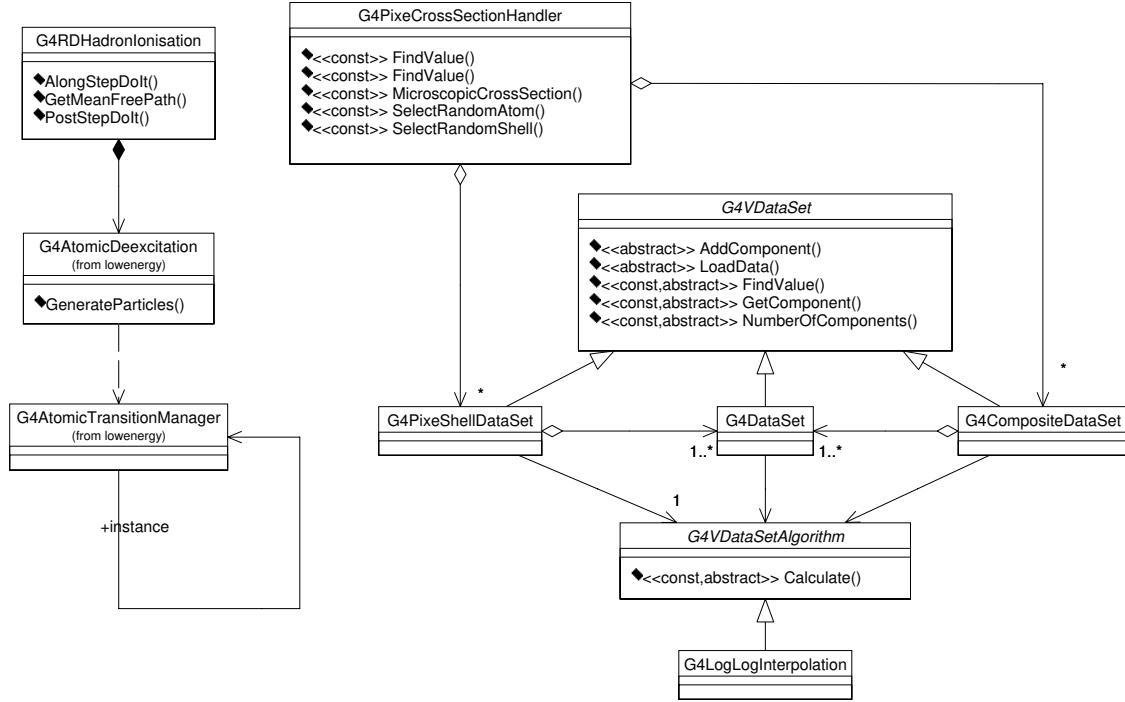 G4RDHadronIonisation
AlongStepDoIt()
GetMeanFreePath()
PostStepDoIt()
G4AtomicDeexcitation
(from lowenergy)
GenerateParticles()
G4AtomicTransitionManager
(from lowenergy)
+instance
G4PixeCrossSectionHandler
<<const>> FindValue()
<<const>> FindValue()
<<const>> MicroscopicCrossSection()
<<const>> SelectRandomAtom()
<<const>> SelectRandomShell()
G4VDataSet
<<abstract>> AddComponent()
<<abstract>> LoadData()
<<const,abstract>> FindValue()
<<const,abstract>> GetComponent()
<<const,abstract>> NumberOfComponents()
*
*
G4PixeShellDataSet
G4DataSet
G4CompositeDataSet
1..*
1..*
1
G4VDataSetAlgorithm
<<const,abstract>> Calculate()
G4LogLogInterpolation